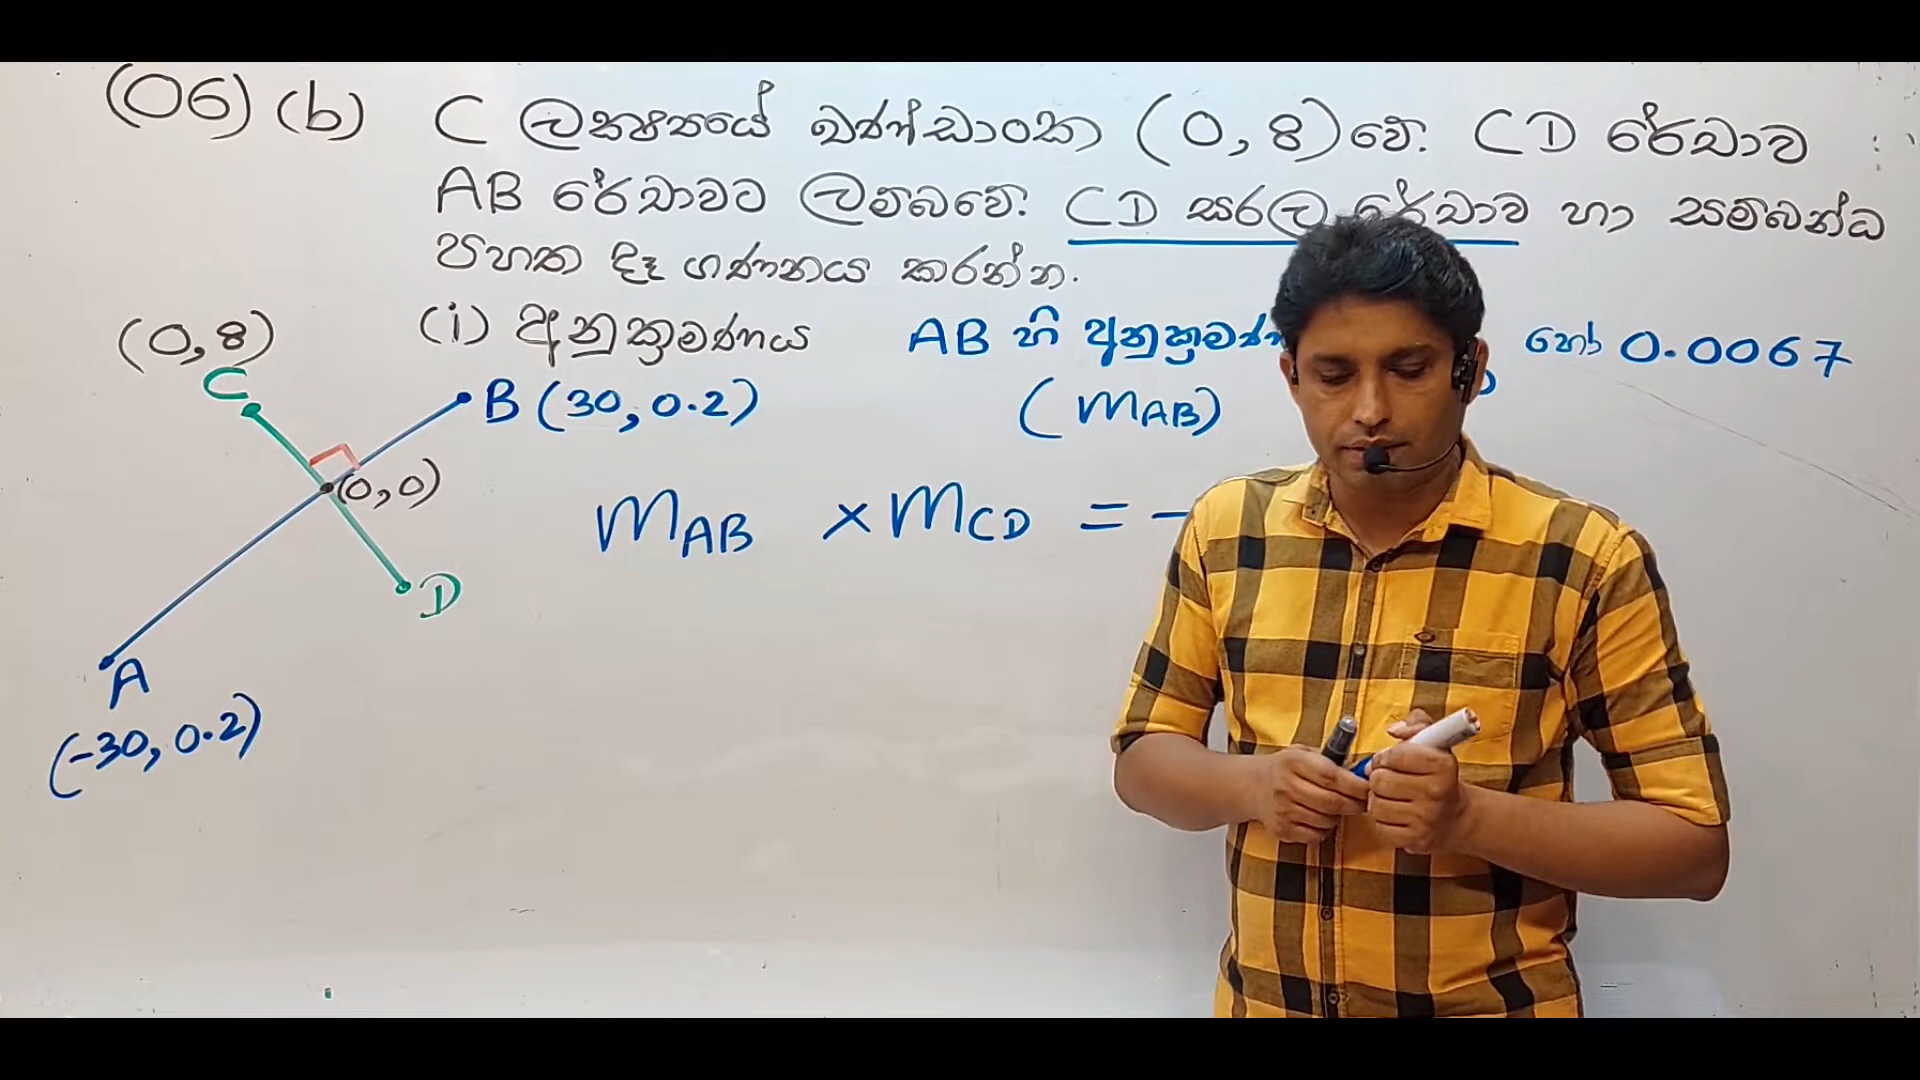 (06) (b) C ලක්ෂ්‍යයේ ඛණ්ඩාංක (0, 8) වේ. CD රේඛාව
AB රේඛාවට ලම්බවේ. CD සරල රේඛාව හා සම්බන්ධ
පහත දෑ ගණනය කරන්න.
(i) අනුක්‍රමණය
AB හි අනුක්‍රමණ හෝ 0.0067
(mAB)
(0, 8)
C
B (30, 0.2)
(0, 0)
mAB × mCD = -
D
A
(-30, 0.2)